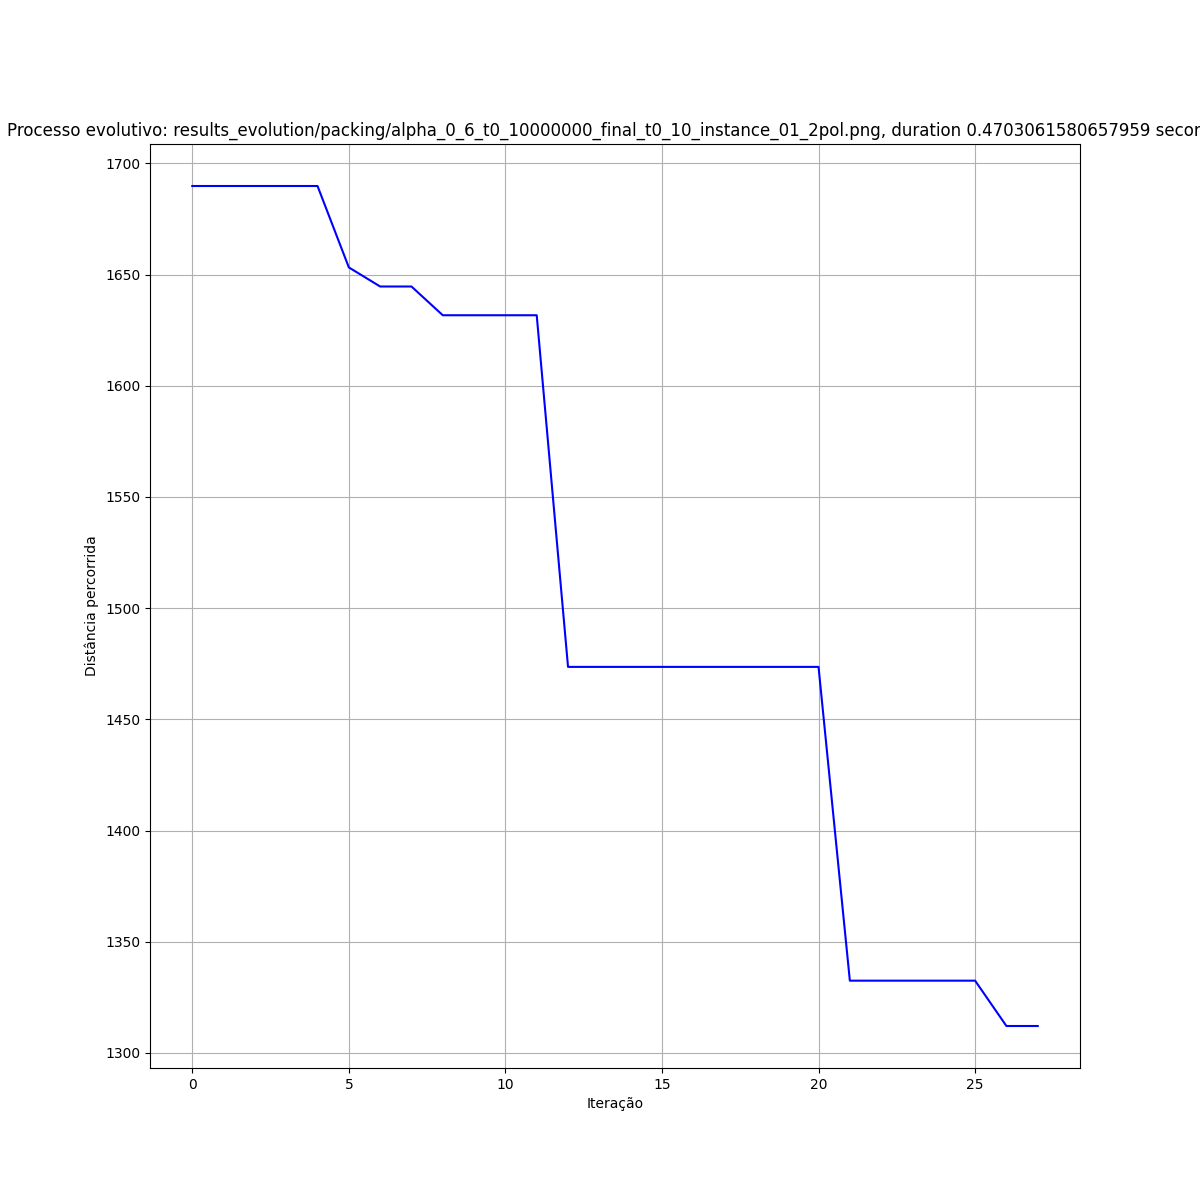 Processo evolutivo: results_evolution/packing/alpha_0_6_t0_10000000_final_t0_10_instance_01_2pol.png, duration 0.4703061580657959 secon
1700
1650
1600
1550
1500
1450
1400
1350
1300
Distância percorrida
0 5 10 15 20 25
Iteração